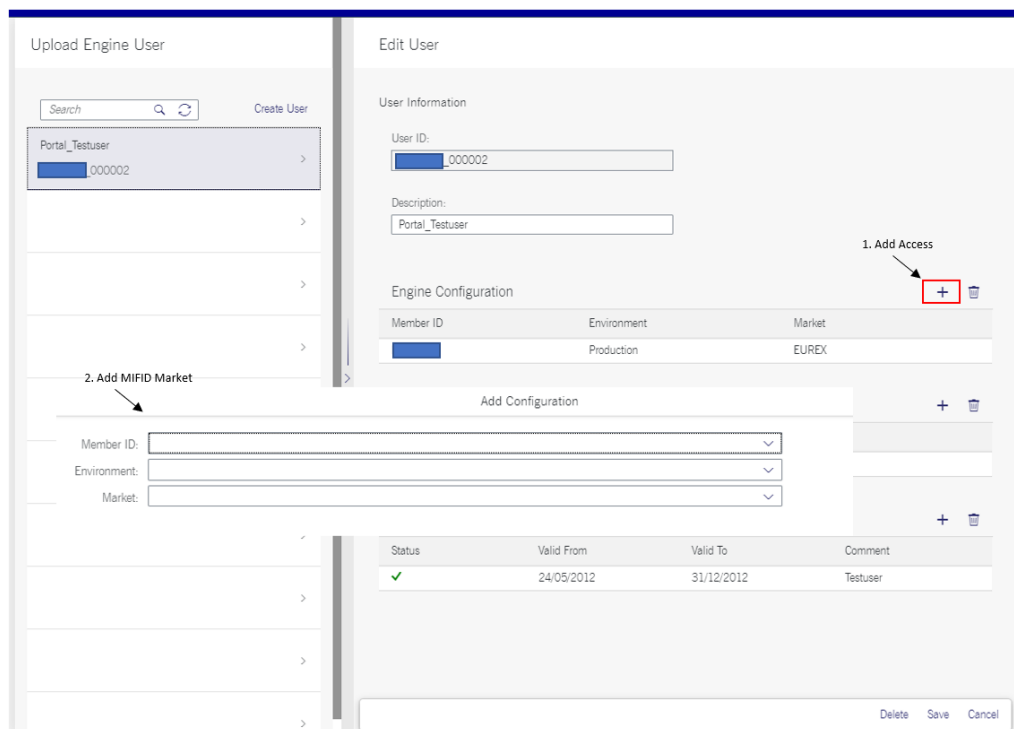 Upload Engine User
Search
Create User
Portal_Testuser
_000002
Edit User
User Information
User ID:
_000002
Description:
Portal_Testuser
1. Add Access
Engine Configuration
Member ID Environment Market
Production EUREX
2. Add MIFID Market
Add Configuration
Member ID:
Environment:
Market:
Status Valid From Valid To Comment
24/05/2012 31/12/2012 Testuser
Delete Save Cancel